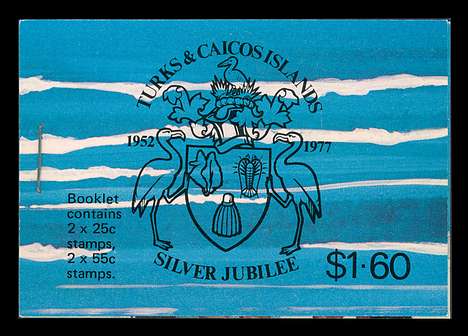 TURKS & CAICOS ISLANDS
1952
1977
Booklet
contains
2 x 25c
stamps,
2 x 55c
stamps.
SILVER JUBILEE
$1·60